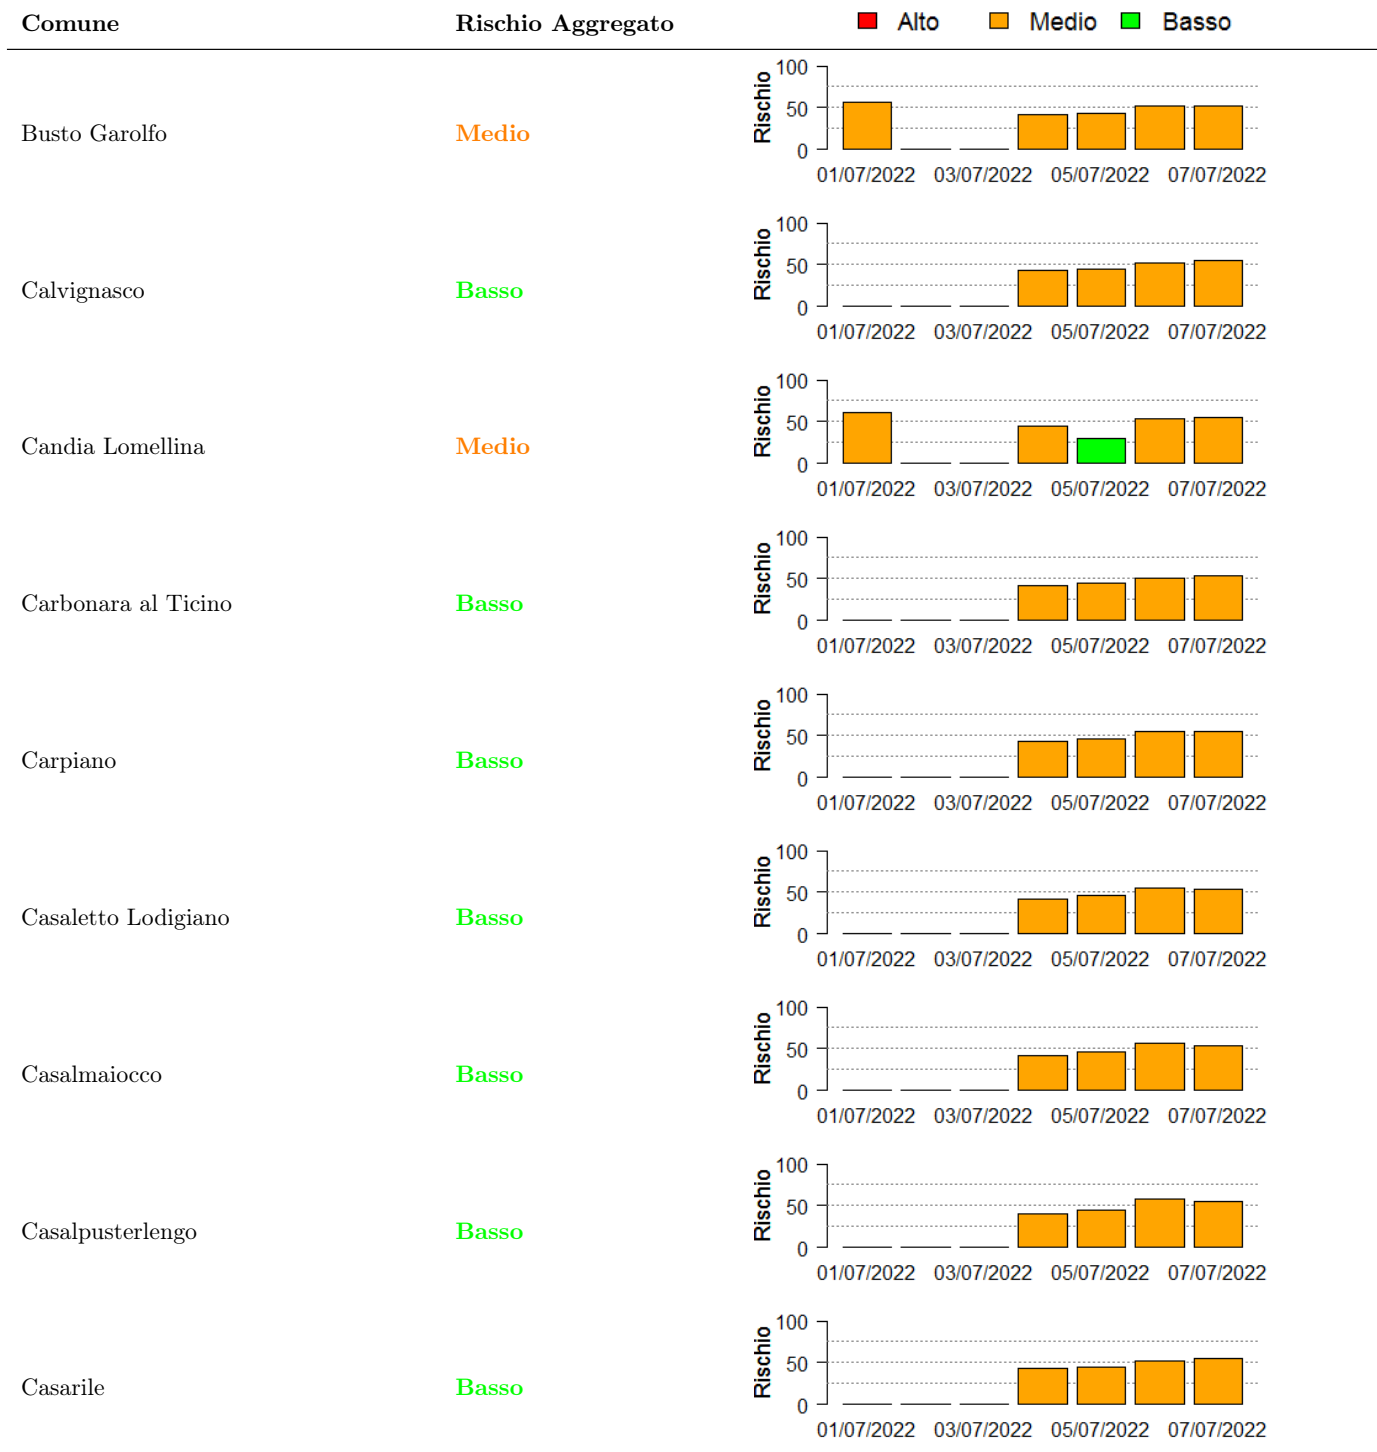 Comune Rischio Aggregato Alto Medio Basso
Busto Garolfo Medio Rischio 100 50 0
01/07/2022 03/07/2022 05/07/2022 07/07/2022
Calvignasco Basso Rischio 100 50 0
01/07/2022 03/07/2022 05/07/2022 07/07/2022
Candia Lomellina Medio Rischio 100 50 0
01/07/2022 03/07/2022 05/07/2022 07/07/2022
Carbonara al Ticino Basso Rischio 100 50 0
01/07/2022 03/07/2022 05/07/2022 07/07/2022
Carpiano Basso Rischio 100 50 0
01/07/2022 03/07/2022 05/07/2022 07/07/2022
Casaletto Lodigiano Basso Rischio 100 50 0
01/07/2022 03/07/2022 05/07/2022 07/07/2022
Casalmaiocco Basso Rischio 100 50 0
01/07/2022 03/07/2022 05/07/2022 07/07/2022
Casalpusterlengo Basso Rischio 100 50 0
01/07/2022 03/07/2022 05/07/2022 07/07/2022
Casarile Basso Rischio 100 50 0
01/07/2022 03/07/2022 05/07/2022 07/07/2022